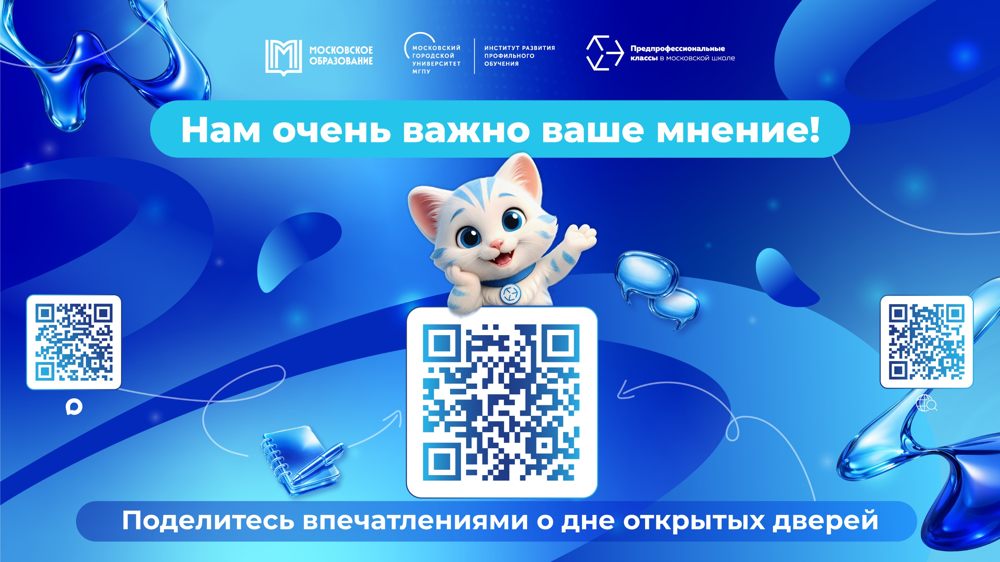 МОСКОВСКОЕ
ОБРАЗОВАНИЕ
МОСКОВСКИЙ
ГОРОДСКОЙ
УНИВЕРСИТЕТ
МГПУ
ИНСТИТУТ РАЗВИТИЯ
ПРОФИЛЬНОГО
ОБУЧЕНИЯ
Предпрофессиональные
классы в московской школе
Нам очень важно ваше мнение!
Поделитесь впечатлениями о дне открытых дверей